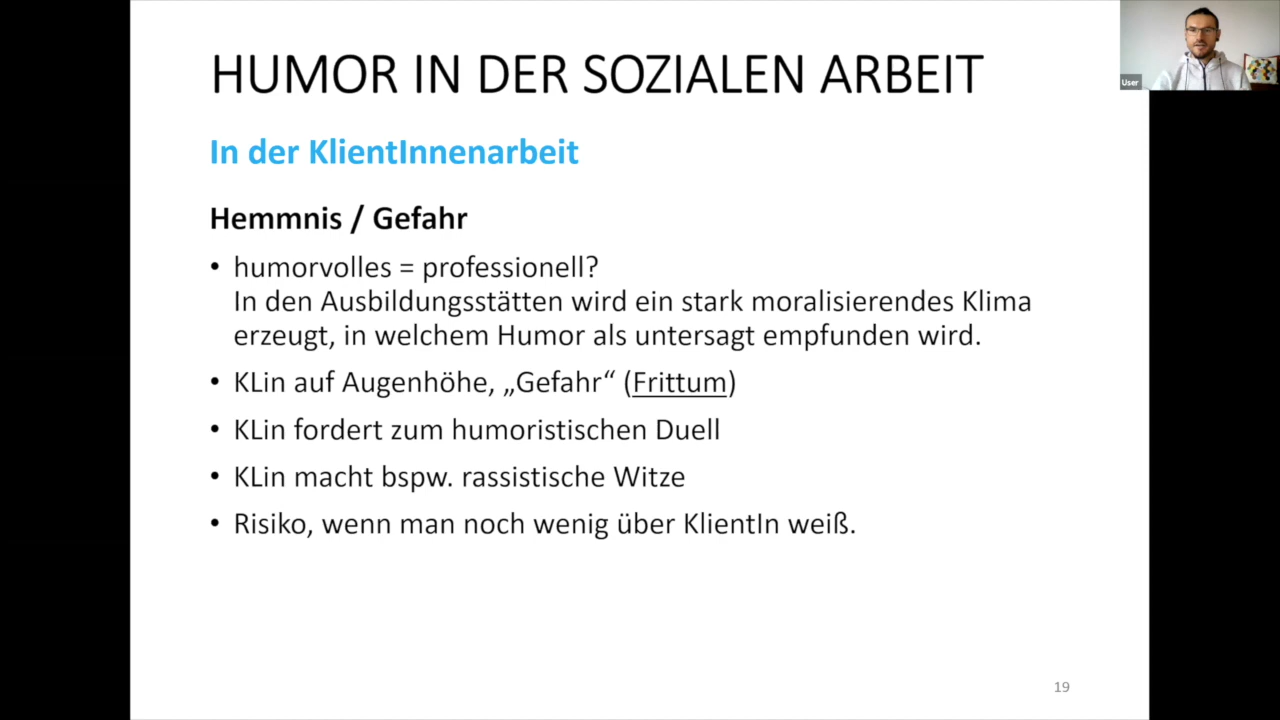 HUMOR IN DER SOZIALEN ARBEIT
In der KlientInnenarbeit
Hemmnis / Gefahr
• humorvolles = professionell?
In den Ausbildungsstätten wird ein stark moralisierendes Klima
erzeugt, in welchem Humor als untersagt empfunden wird.
• KLin auf Augenhöhe, „Gefahr“ (Frittum)
• KLin fordert zum humoristischen Duell
• KLin macht bspw. rassistische Witze
• Risiko, wenn man noch wenig über KlientIn weiß.
19
User